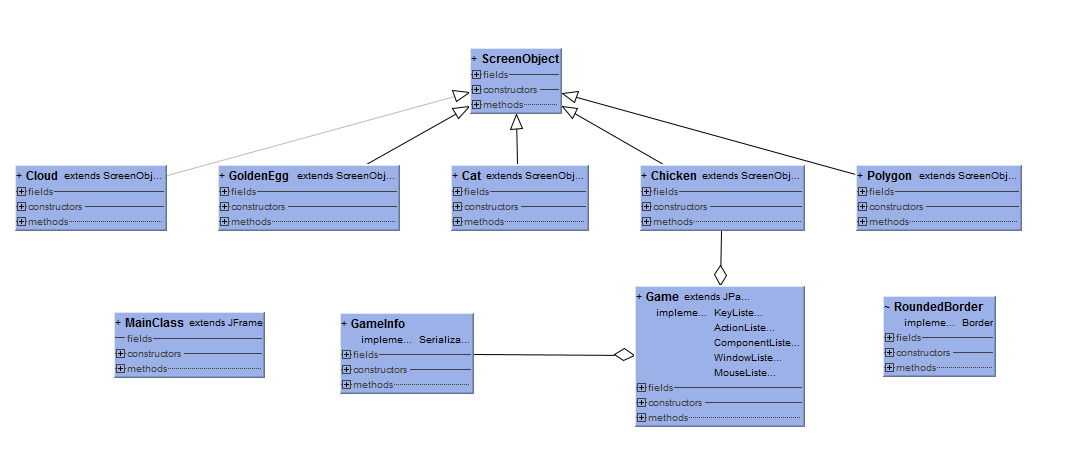 + ScreenObject
fields
constructors
methods
+ Cloud extends ScreenObj...
fields
constructors
methods
+ GoldenEgg extends ScreenObj...
fields
constructors
methods
+ Cat extends ScreenObj...
fields
constructors
methods
+ Chicken extends ScreenObj...
fields
constructors
methods
+ Polygon extends ScreenObj...
fields
constructors
methods
+ MainClass extends JFrame
fields
constructors
methods
+ GameInfo
impleme... Serializa...
fields
constructors
methods
+ Game extends JPa...
impleme... KeyListe...
ActionListe...
ComponentListe...
WindowListe...
MouseListe...
fields
constructors
methods
~ RoundedBorder
impleme... Border
fields
constructors
methods